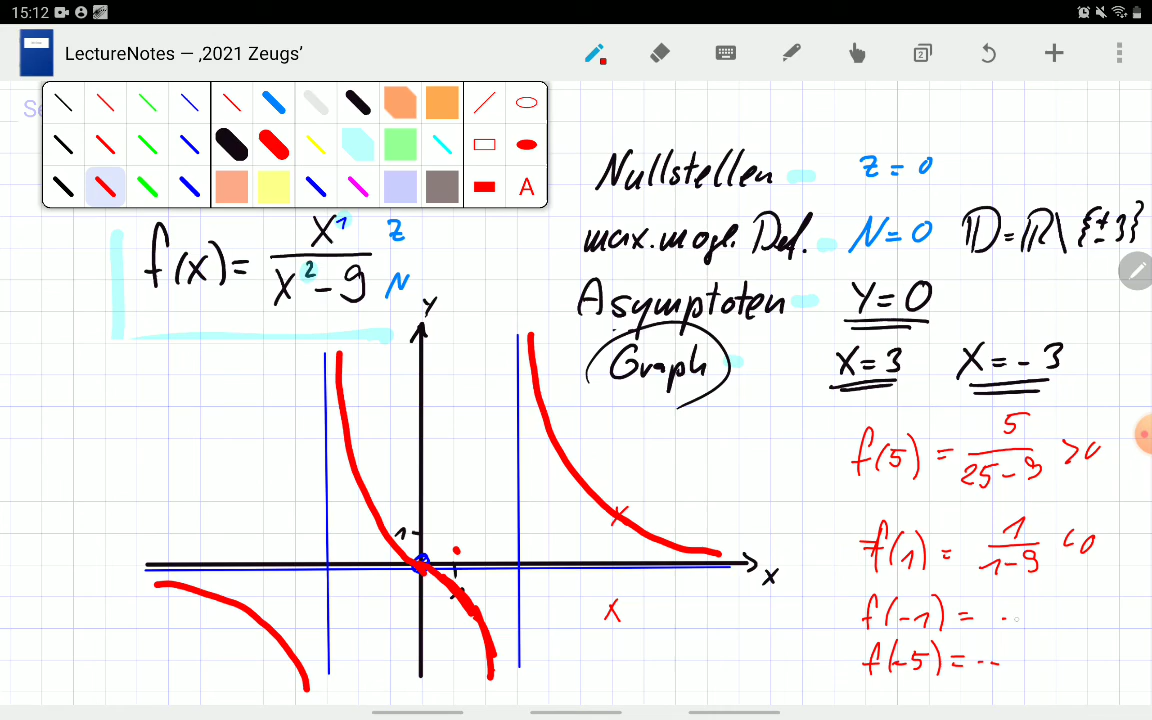 15:12
LectureNotes — ‚2021 Zeugs’
2
A
Nullstellen Z = 0
f(x) = x¹ / (x² - 9) Z N
max. mögl. Def. N = 0 D = R \ {± 3}
Asymptoten Y = 0
Graph X = 3 X = - 3
y
f(5) = 5 / (25 - 9) > 0
1
f(1) = 1 / (1 - 9) < 0
x
f(-1) = ..
f(-5) = ..